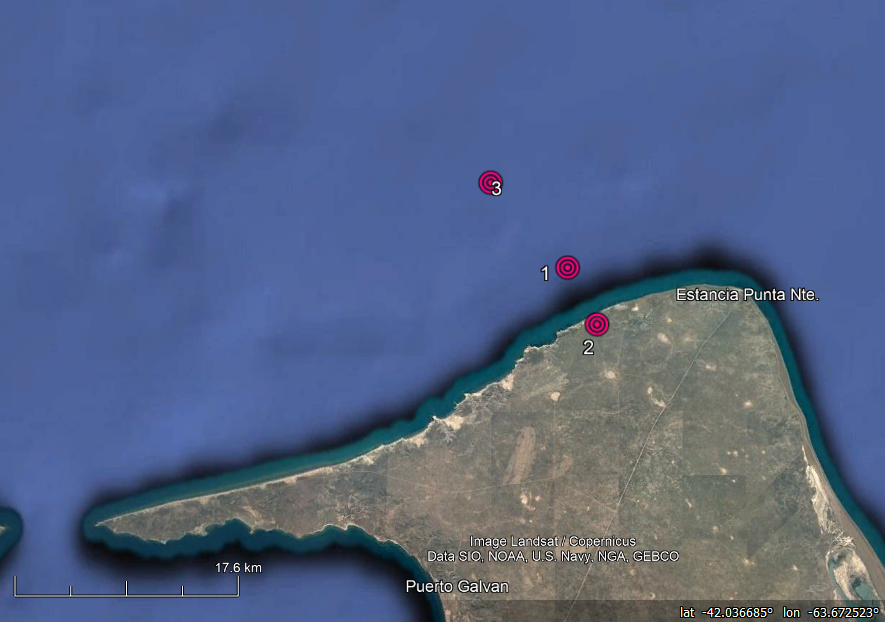 3
1
Estancia Punta Nte.
2
Image Landsat / Copernicus
Data SIO, NOAA, U.S. Navy, NGA, GEBCO
17.6 km
Puerto Galvan
lat -42.036685° lon -63.672523°